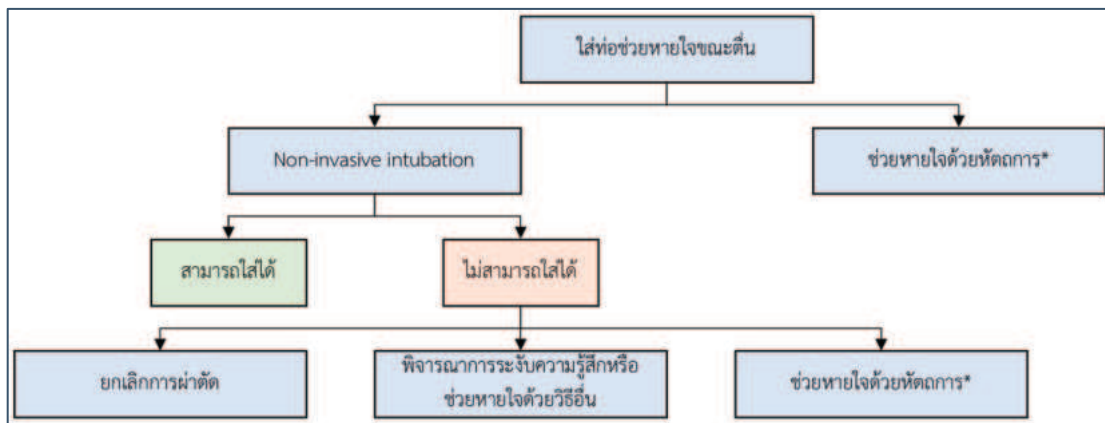 ใส่ท่อช่วยหายใจขณะตื่น
Non-invasive intubation
ช่วยหายใจด้วยหัตถการ*
สามารถใส่ได้
ไม่สามารถใส่ได้
ยกเลิกการผ่าตัด
พิจารณาการระงับความรู้สึกหรือ
ช่วยหายใจด้วยวิธีอื่น
ช่วยหายใจด้วยหัตถการ*